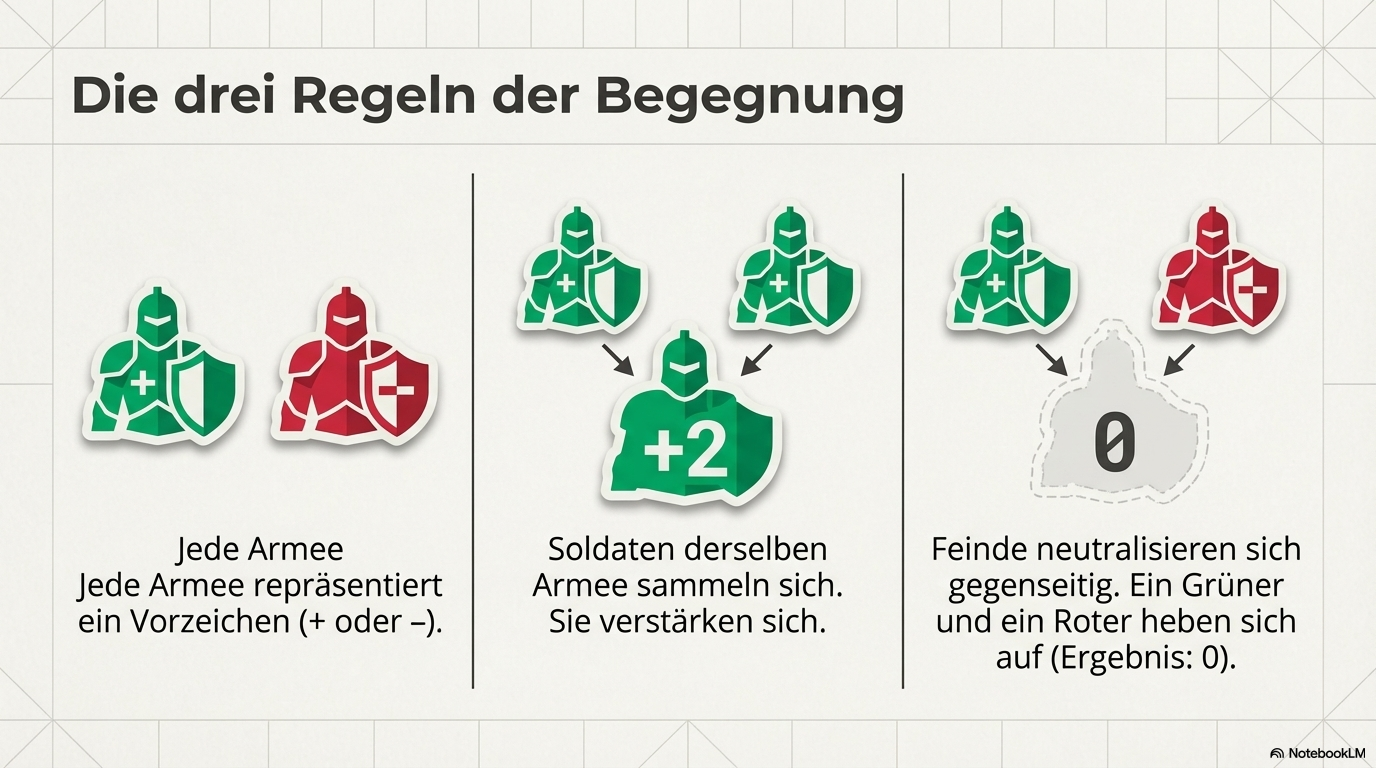 Die drei Regeln der Begegnung
+
–
Jede Armee
Jede Armee repräsentiert
ein Vorzeichen (+ oder –).
+
+
+2
Soldaten derselben
Armee sammeln sich.
Sie verstärken sich.
+
–
0
Feinde neutralisieren sich
gegenseitig. Ein Grüner
und ein Roter heben sich
auf (Ergebnis: 0).
NotebookLM